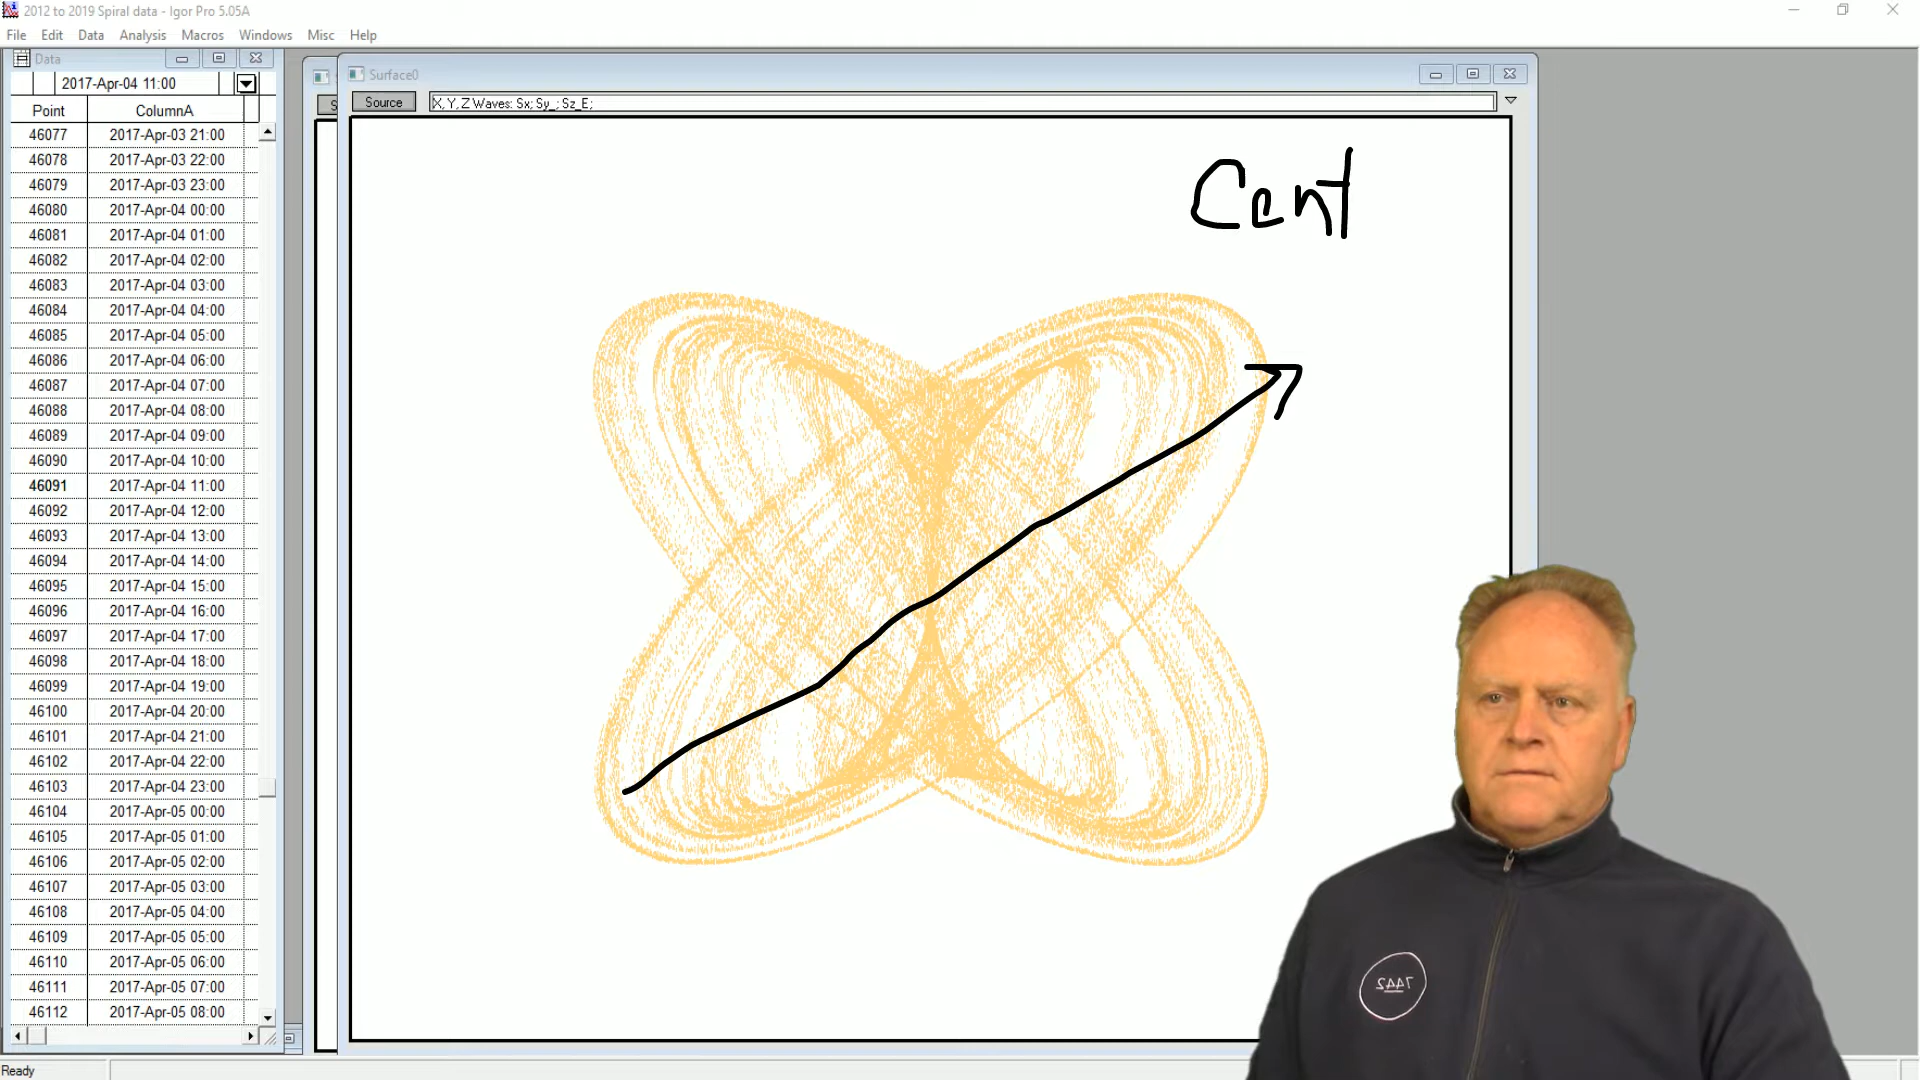 2012 to 2019 Spiral data - Igor Pro 5.05A
File Edit Data Analysis Macros Windows Misc Help
Data
2017-Apr-04 11:00
Point ColumnA
46077 2017-Apr-03 21:00
46078 2017-Apr-03 22:00
46079 2017-Apr-03 23:00
46080 2017-Apr-04 00:00
46081 2017-Apr-04 01:00
46082 2017-Apr-04 02:00
46083 2017-Apr-04 03:00
46084 2017-Apr-04 04:00
46085 2017-Apr-04 05:00
46086 2017-Apr-04 06:00
46087 2017-Apr-04 07:00
46088 2017-Apr-04 08:00
46089 2017-Apr-04 09:00
46090 2017-Apr-04 10:00
46091 2017-Apr-04 11:00
46092 2017-Apr-04 12:00
46093 2017-Apr-04 13:00
46094 2017-Apr-04 14:00
46095 2017-Apr-04 15:00
46096 2017-Apr-04 16:00
46097 2017-Apr-04 17:00
46098 2017-Apr-04 18:00
46099 2017-Apr-04 19:00
46100 2017-Apr-04 20:00
46101 2017-Apr-04 21:00
46102 2017-Apr-04 22:00
46103 2017-Apr-04 23:00
46104 2017-Apr-05 00:00
46105 2017-Apr-05 01:00
46106 2017-Apr-05 02:00
46107 2017-Apr-05 03:00
46108 2017-Apr-05 04:00
46109 2017-Apr-05 05:00
46110 2017-Apr-05 06:00
46111 2017-Apr-05 07:00
46112 2017-Apr-05 08:00
Ready
Surface0
Source X, Y, Z Waves: Sx; Sy_; Sz_E;
Cent